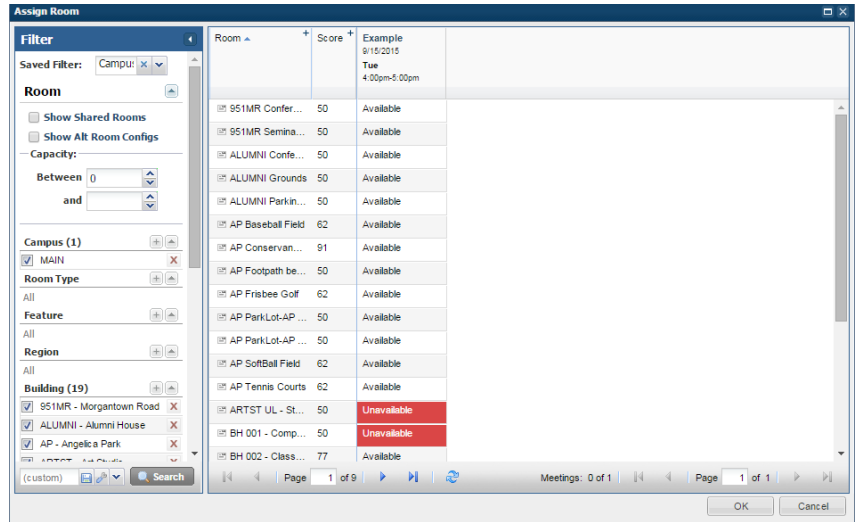 Assign Room
Filter
Saved Filter: Campu:
Room
Show Shared Rooms
Show Alt Room Configs
Capacity:
Between 0
and
Campus (1)
MAIN X
Room Type
All
Feature
All
Region
All
Building (19)
951MR - Morgantown Road X
ALUMNI - Alumni House X
AP - Angelica Park X
ARTST - Art Studio
(custom) Search
Room Score Example
9/15/2015
Tue
4:00pm-5:00pm
951MR Confer... 50 Available
951MR Semina... 50 Available
ALUMNI Confe... 50 Available
ALUMNI Grounds 50 Available
ALUMNI Parkin... 50 Available
AP Baseball Field 62 Available
AP Conservan... 91 Available
AP Footpath be... 50 Available
AP Frisbee Golf 62 Available
AP ParkLot-AP ... 50 Available
AP ParkLot-AP ... 50 Available
AP SoftBall Field 62 Available
AP Tennis Courts 62 Available
ARTST UL - St... 50 Unavailable
BH 001 - Comp... 50 Unavailable
BH 002 - Class... 77 Available
Page 1 of 9 Meetings: 0 of 1 Page 1 of 1
OK Cancel